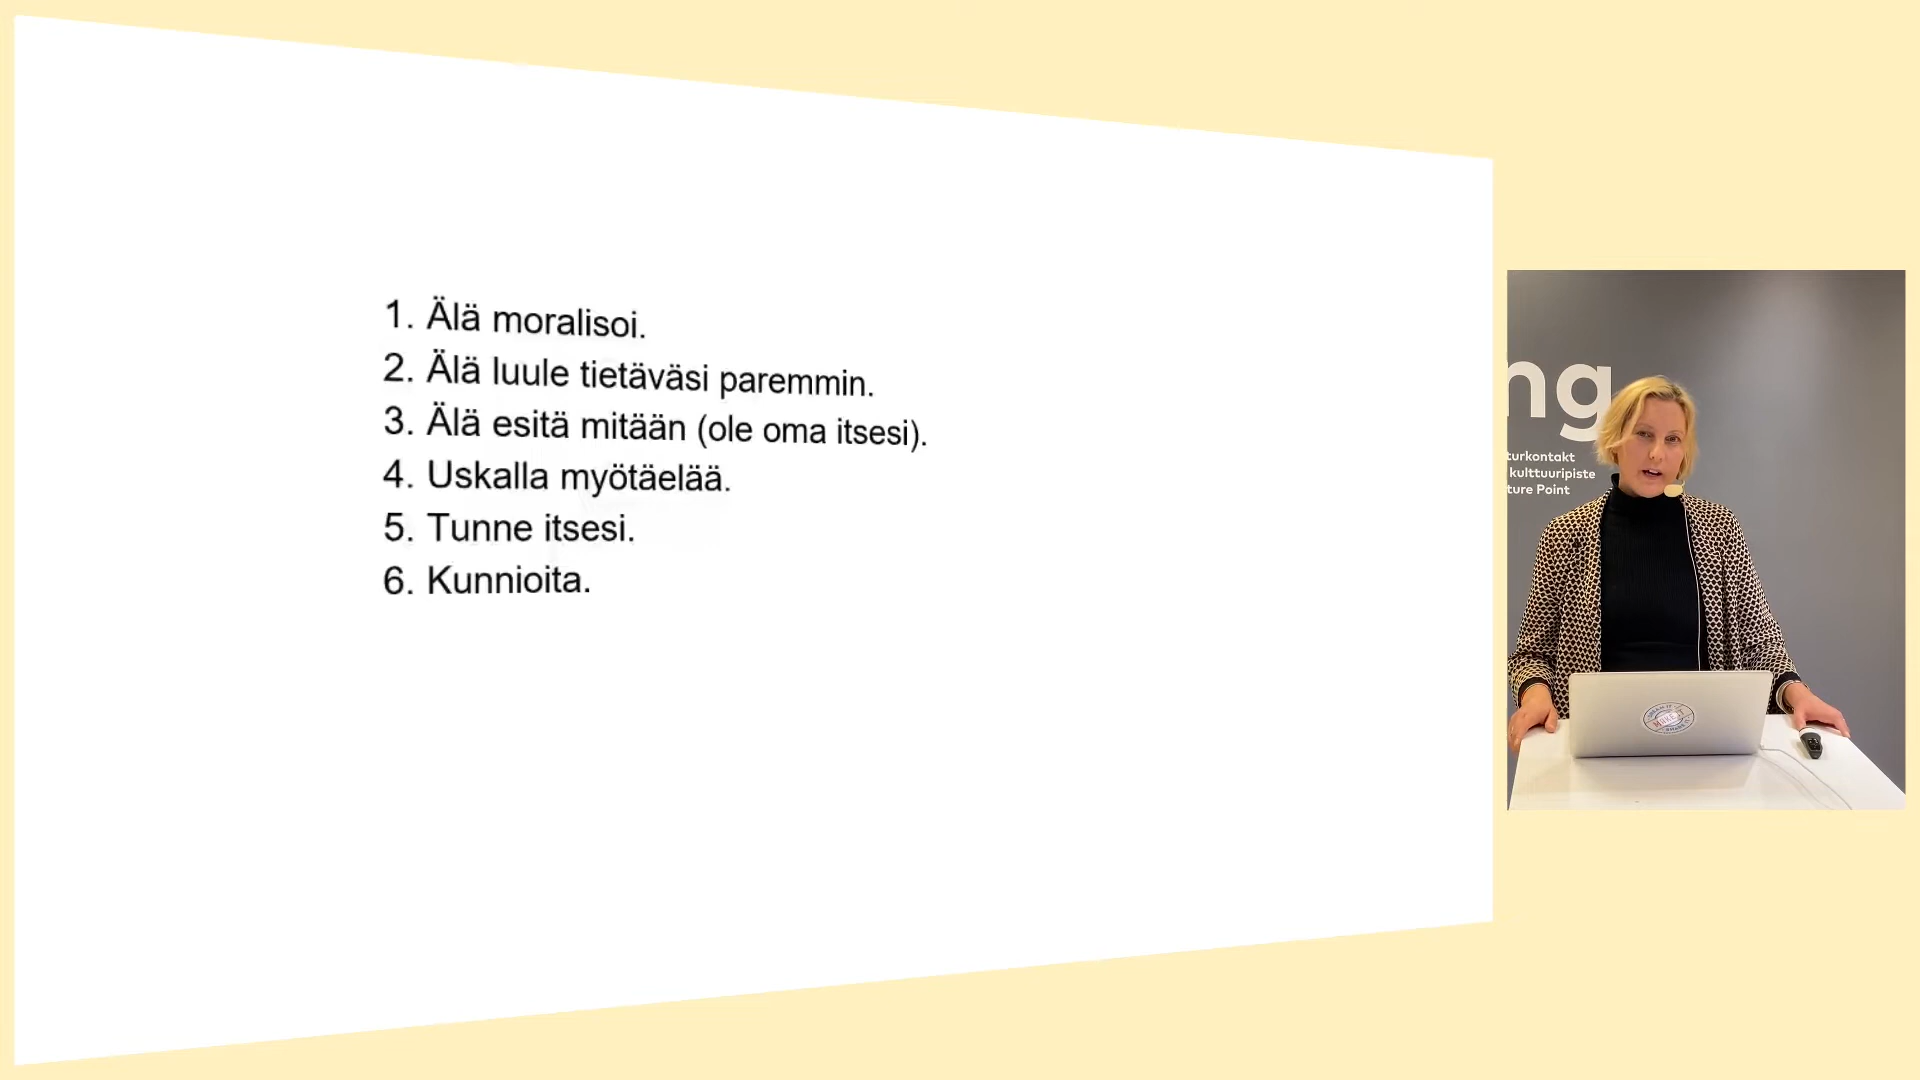 1. Älä moralisoi.
2. Älä luule tietäväsi paremmin.
3. Älä esitä mitään (ole oma itsesi).
4. Uskalla myötäelää.
5. Tunne itsesi.
6. Kunnioita.
ng
turkontakt
kulttuuripiste
ture Point